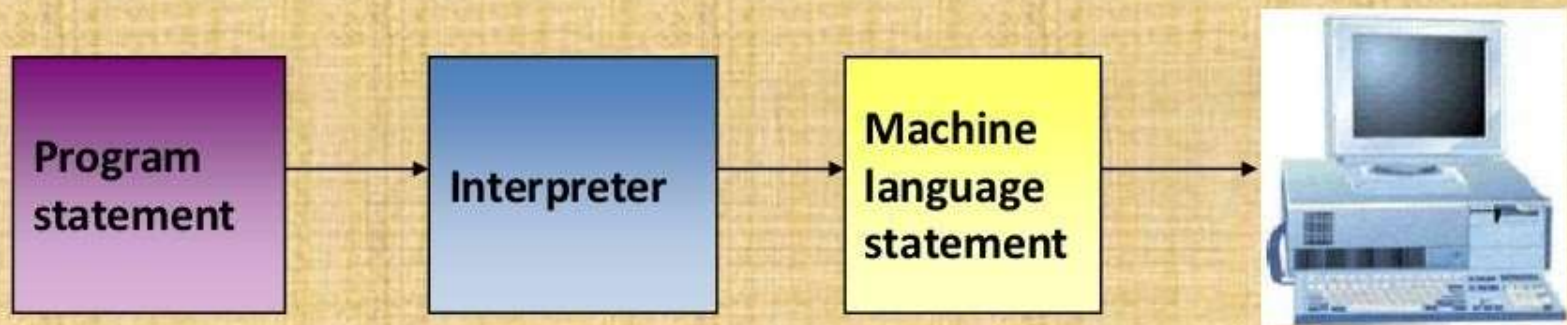 Program
statement
Interpreter
Machine
language
statement